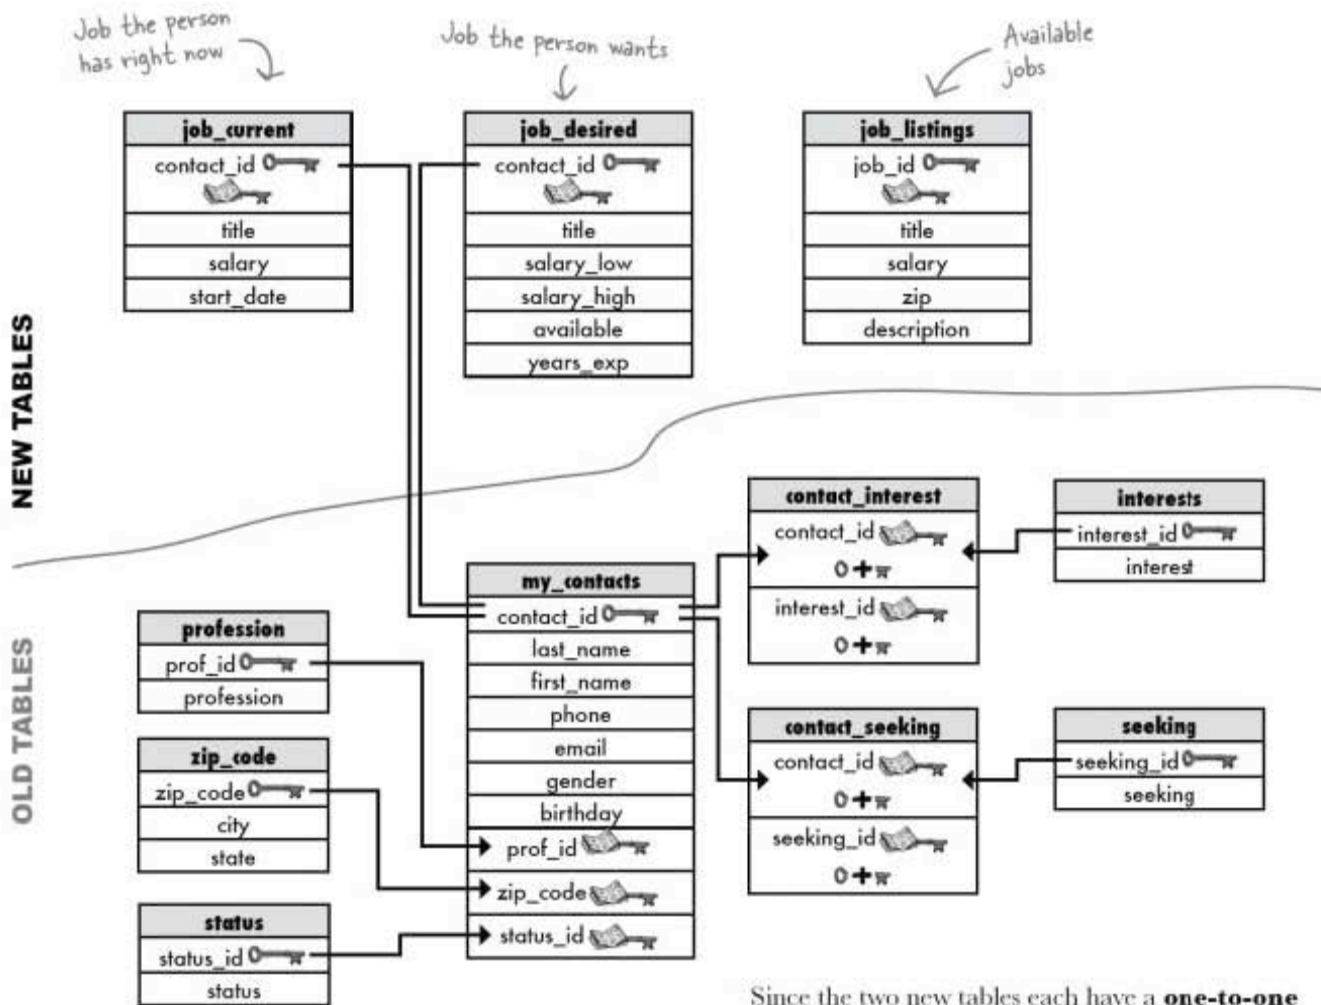 Job the person
has right now
Job the person wants
Available
jobs
NEW TABLES
job_current
contact_id
title
salary
start_date
job_desired
contact_id
title
salary_low
salary_high
available
years_exp
job_listings
job_id
title
salary
zip
description
OLD TABLES
profession
prof_id
profession
zip_code
zip_code
city
state
status
status_id
status
my_contacts
contact_id
last_name
first_name
phone
email
gender
birthday
prof_id
zip_code
status_id
contact_interest
contact_id
interest_id
interests
interest_id
interest
contact_seeking
contact_id
seeking_id
seeking
seeking_id
seeking
Since the two new tables each have a one-to-one